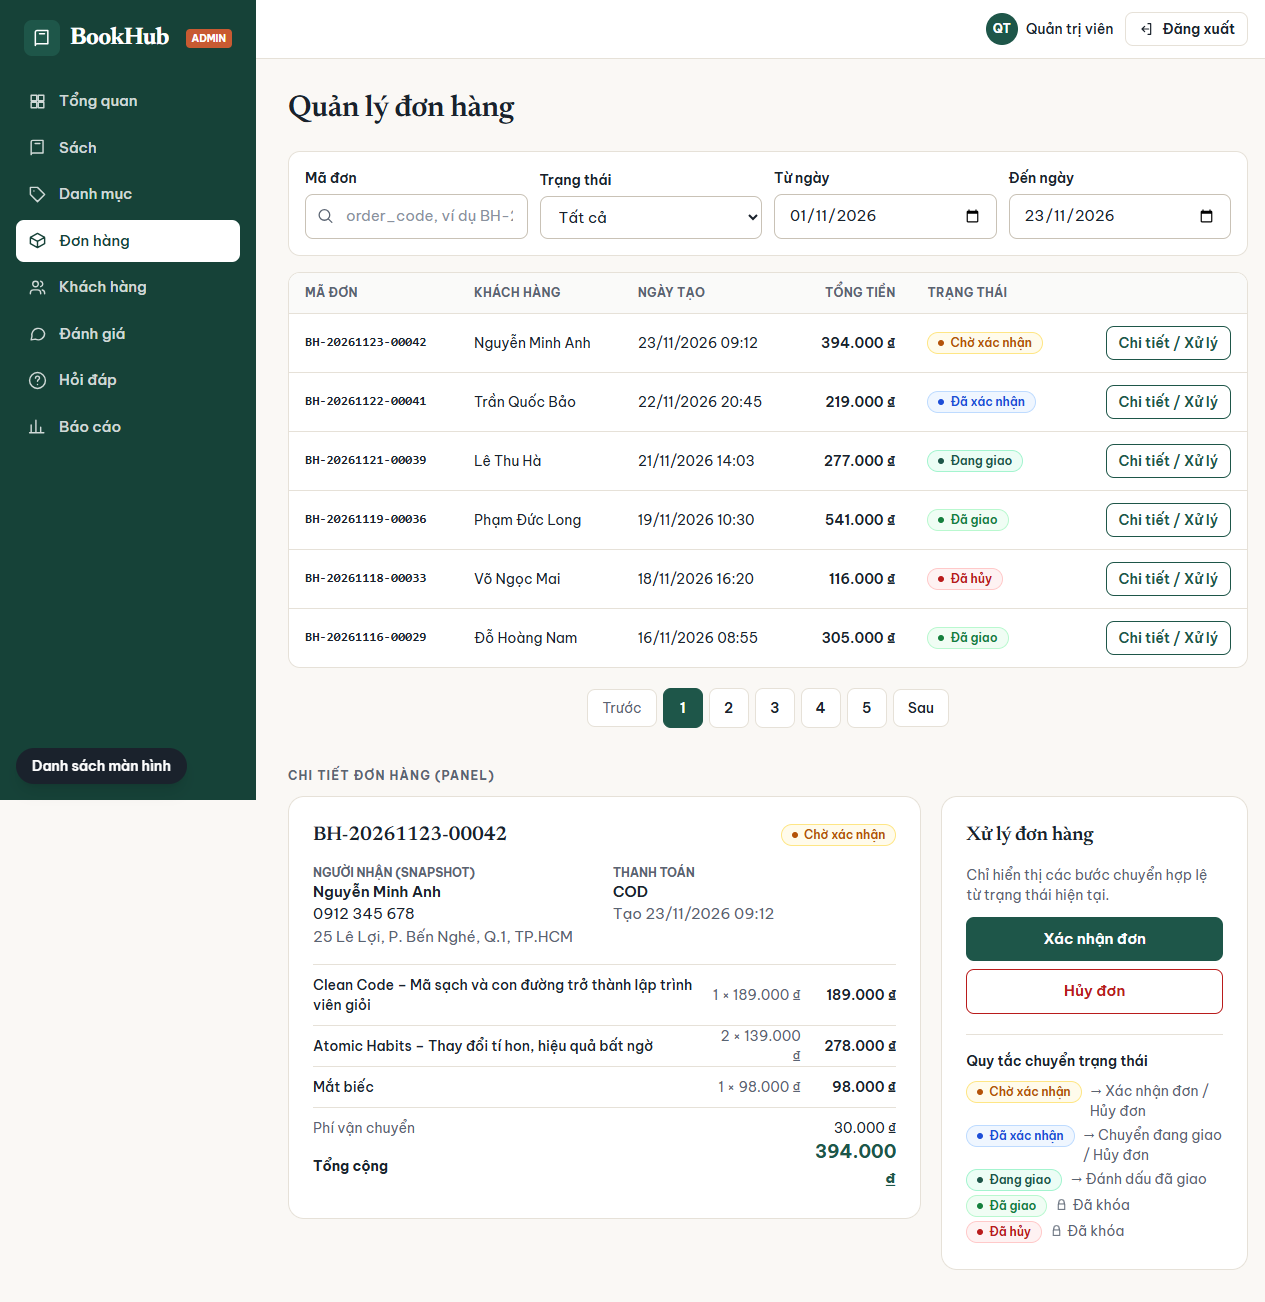 BookHub ADMIN
Tổng quan
Sách
Danh mục
Đơn hàng
Khách hàng
Đánh giá
Hỏi đáp
Báo cáo
Danh sách màn hình
QT Quản trị viên Đăng xuất
Quản lý đơn hàng
Mã đơn Trạng thái Từ ngày Đến ngày
order_code, ví dụ BH-2 Tất cả 01/11/2026 23/11/2026
MÃ ĐƠN KHÁCH HÀNG NGÀY TẠO TỔNG TIỀN TRẠNG THÁI
BH-20261123-00042 Nguyễn Minh Anh 23/11/2026 09:12 394.000 ₫ Chờ xác nhận Chi tiết / Xử lý
BH-20261122-00041 Trần Quốc Bảo 22/11/2026 20:45 219.000 ₫ Đã xác nhận Chi tiết / Xử lý
BH-20261121-00039 Lê Thu Hà 21/11/2026 14:03 277.000 ₫ Đang giao Chi tiết / Xử lý
BH-20261119-00036 Phạm Đức Long 19/11/2026 10:30 541.000 ₫ Đã giao Chi tiết / Xử lý
BH-20261118-00033 Võ Ngọc Mai 18/11/2026 16:20 116.000 ₫ Đã hủy Chi tiết / Xử lý
BH-20261116-00029 Đỗ Hoàng Nam 16/11/2026 08:55 305.000 ₫ Đã giao Chi tiết / Xử lý
Trước 1 2 3 4 5 Sau
CHI TIẾT ĐƠN HÀNG (PANEL)
BH-20261123-00042 Chờ xác nhận
NGƯỜI NHẬN (SNAPSHOT) THANH TOÁN
Nguyễn Minh Anh COD
0912 345 678 Tạo 23/11/2026 09:12
25 Lê Lợi, P. Bến Nghé, Q.1, TP.HCM
Clean Code – Mã sạch và con đường trở thành lập trình
viên giỏi 1 × 189.000 ₫ 189.000 ₫
Atomic Habits – Thay đổi tí hon, hiệu quả bất ngờ 2 × 139.000
₫ 278.000 ₫
Mắt biếc 1 × 98.000 ₫ 98.000 ₫
Phí vận chuyển 30.000 ₫
Tổng cộng 394.000
₫
Xử lý đơn hàng
Chỉ hiển thị các bước chuyển hợp lệ
từ trạng thái hiện tại.
Xác nhận đơn
Hủy đơn
Quy tắc chuyển trạng thái
Chờ xác nhận → Xác nhận đơn /
Hủy đơn
Đã xác nhận → Chuyển đang giao
/ Hủy đơn
Đang giao → Đánh dấu đã giao
Đã giao Đã khóa
Đã hủy Đã khóa